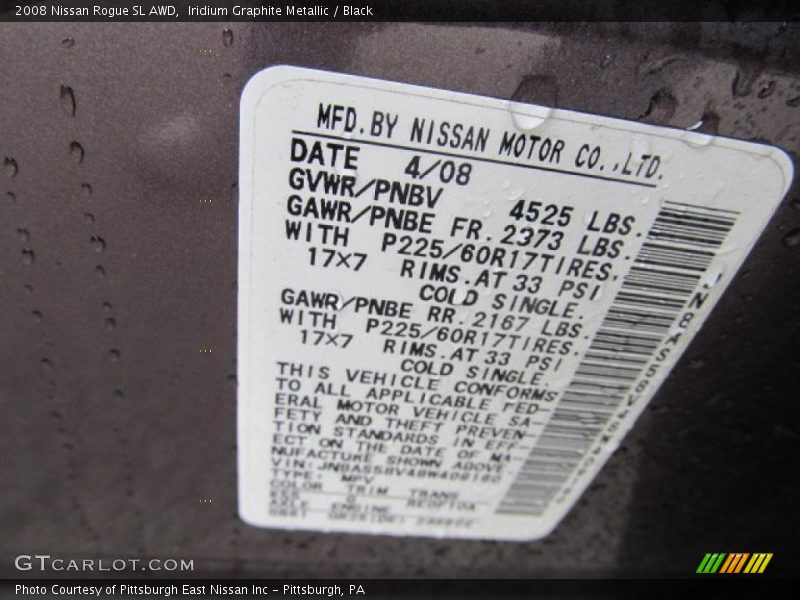 2008 Nissan Rogue SL AWD, Iridium Graphite Metallic / Black
MFD.BY NISSAN MOTOR CO.,LTD.
DATE 4/08
GVWR/PNBV 4525 LBS.
GAWR/PNBE FR.2373 LBS.
WITH P225/60R17TIRES,
17×7 RIMS.AT 33 PSI
COLD SINGLE.
GAWR/PNBE RR.2167 LBS.
WITH P225/60R17TIRES.
17×7 RIMS.AT 33 PSI
COLD SINGLE.
THIS VEHICLE CONFORMS
TO ALL APPLICABLE FED-
ERAL MOTOR VEHICLE SA-
FETY AND THEFT PREVEN-
TION STANDARDS IN EFF-
ECT ON THE DATE OF MA-
NUFACTURE SHOWN ABOVE
VIN:
TYPE MPV
COLOR TRIM TRANS
ENGINE
GTCARLOT.COM
Photo Courtesy of Pittsburgh East Nissan Inc - Pittsburgh, PA